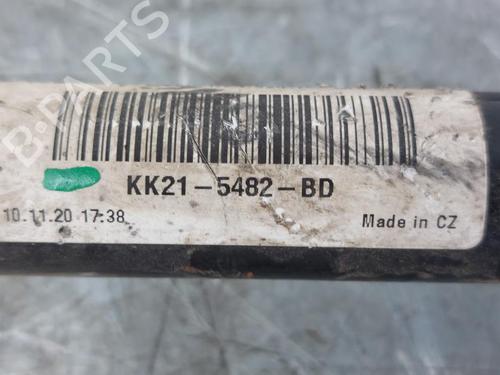 B-PARTS
KK21-5482-BD
10.11.20 17:38
Made in CZ